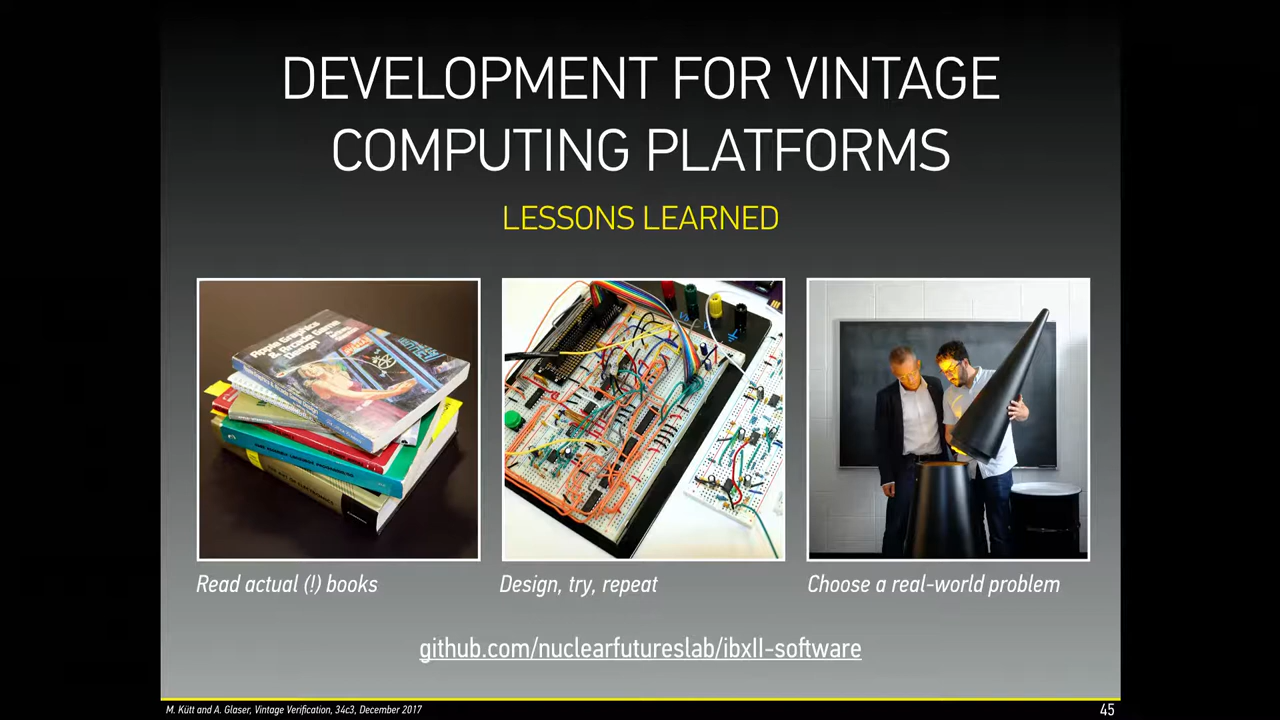 DEVELOPMENT FOR VINTAGE
COMPUTING PLATFORMS
LESSONS LEARNED
Apple Graphics
& Arcade Game
Design
Read actual (!) books
Design, try, repeat
Choose a real-world problem
github.com/nuclearfutureslab/ibxII-software
M. Kütt and A. Glaser, Vintage Verification, 34c3, December 2017
45